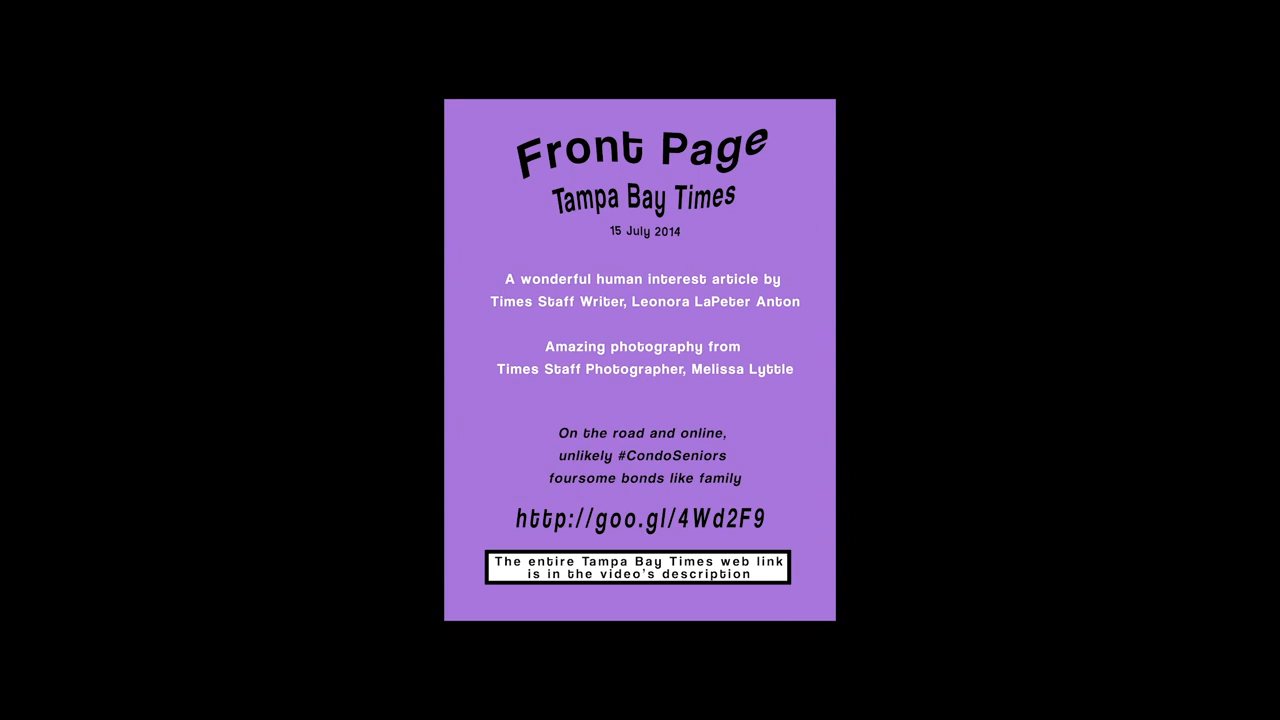 Front Page
Tampa Bay Times
15 July 2014
A wonderful human interest article by
Times Staff Writer, Leonora LaPeter Anton
Amazing photography from
Times Staff Photographer, Melissa Lyttle
On the road and online,
unlikely #CondoSeniors
foursome bonds like family
http://goo.gl/4Wd2F9
The entire Tampa Bay Times web link
is in the video's description